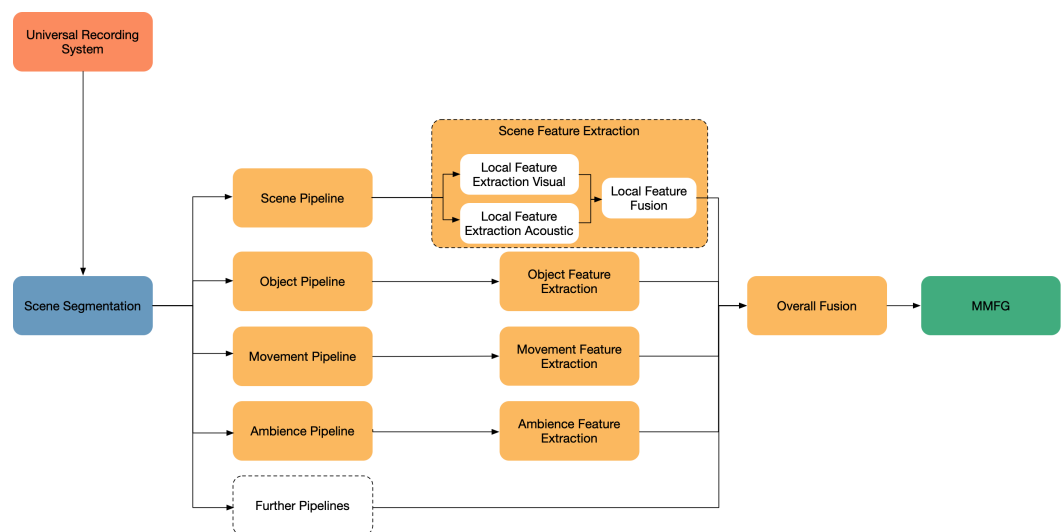 Universal Recording
System
Scene Feature Extraction
Local Feature
Extraction Visual
Scene Pipeline
Local Feature
Fusion
Local Feature
Extraction Acoustic
Scene Segmentation
Object Pipeline
Object Feature
Extraction
Overall Fusion
MMFG
Movement Pipeline
Movement Feature
Extraction
Ambience Pipeline
Ambience Feature
Extraction
Further Pipelines